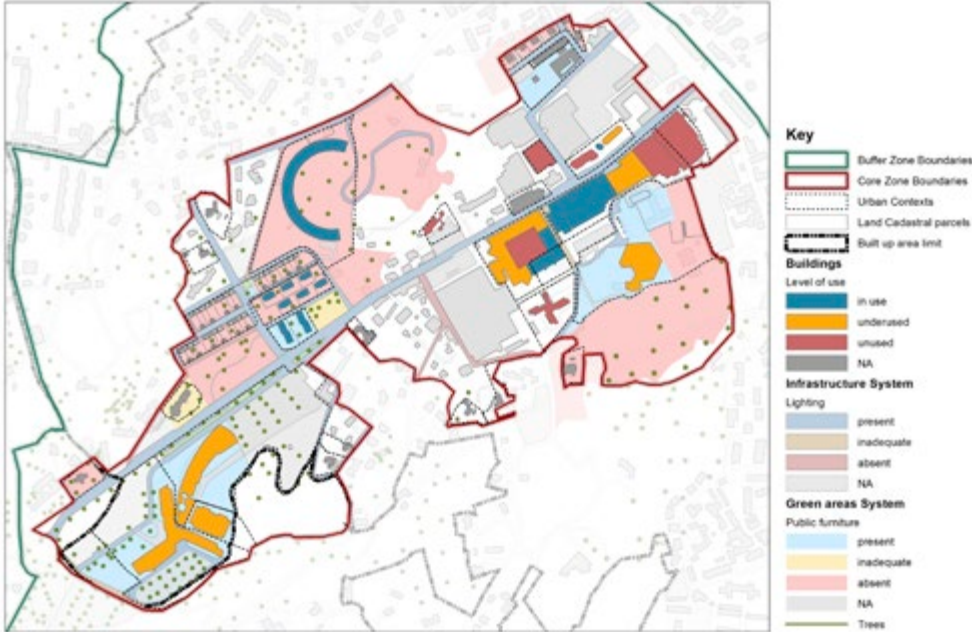 Key
Buffer Zone Boundaries
Core Zone Boundaries
Urban Contexts
Land Cadastral parcels
Built up area limit
Buildings
Level of use
in use
underused
unused
NA
Infrastructure System
Lighting
present
inadequate
absent
NA
Green areas System
Public furniture
present
inadequate
absent
NA
Trees